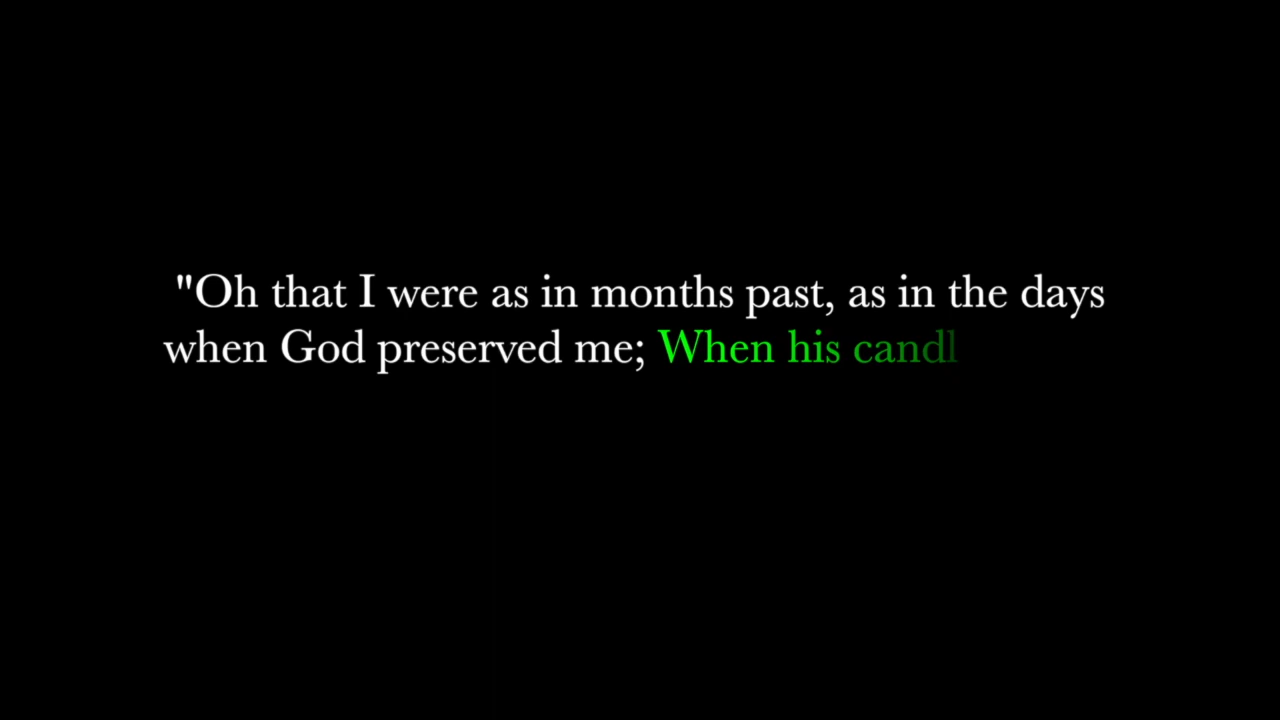 "Oh that I were as in months past, as in the days
when God preserved me; When his candl